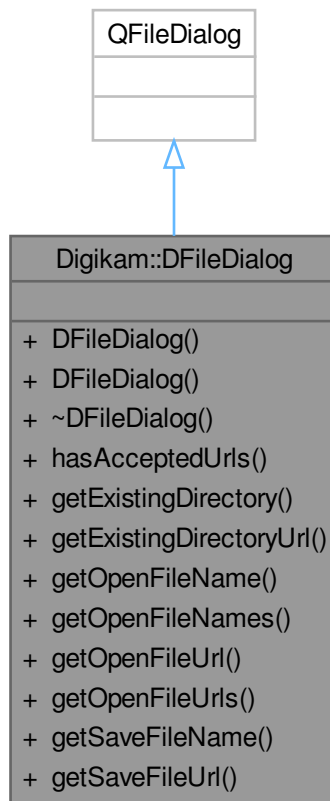 QFileDialog
Digikam::DFileDialog
+ DFileDialog()
+ DFileDialog()
+ ~DFileDialog()
+ hasAcceptedUrls()
+ getExistingDirectory()
+ getExistingDirectoryUrl()
+ getOpenFileName()
+ getOpenFileNames()
+ getOpenFileUrl()
+ getOpenFileUrls()
+ getSaveFileName()
+ getSaveFileUrl()